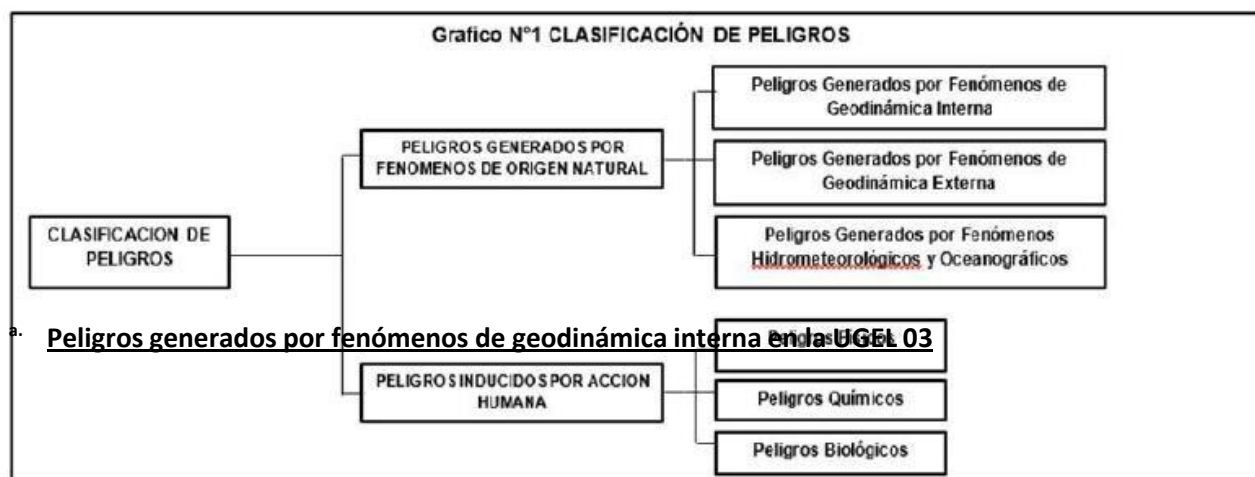 Grafico N°1 CLASIFICACIÓN DE PELIGROS
Peligros Generados por Fenómenos de
Geodinámica Interna
PELIGROS GENERADOS POR
FENOMENOS DE ORIGEN NATURAL
Peligros Generados por Fenómenos de
Geodinámica Externa
CLASIFICACION DE
PELIGROS
Peligros Generados por Fenómenos
Hidrometeorológicos y Oceanográficos
a. Peligros generados por fenómenos de geodinámica interna en la UGEL 03
Peligros Físicos
PELIGROS INDUCIDOS POR ACCION
HUMANA
Peligros Químicos
Peligros Biológicos